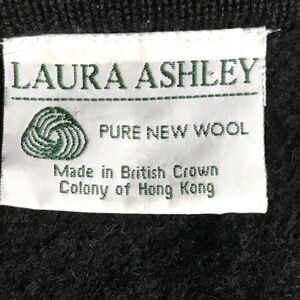 LAURA ASHLEY
PURE NEW WOOL
Made in British Crown
Colony of Hong Kong